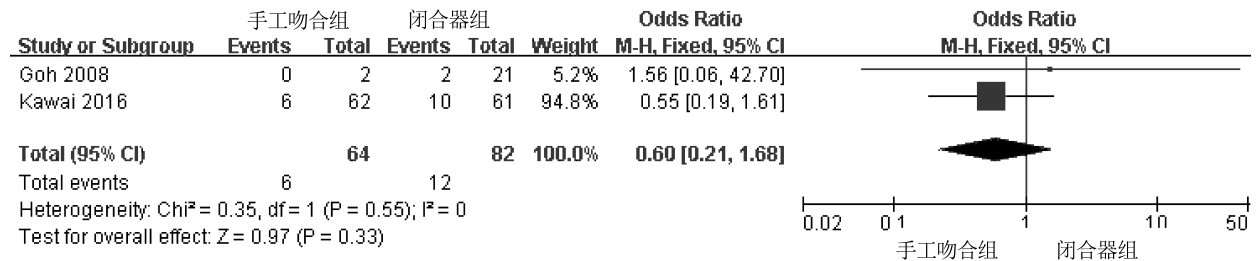 手工吻合组 闭合器组 Odds Ratio Odds Ratio
Study or Subgroup Events Total Events Total Weight M-H, Fixed, 95% CI M-H, Fixed, 95% CI
Goh 2008 0 2 2 21 5.2% 1.56 [0.06, 42.70]
Kawai 2016 6 62 10 61 94.8% 0.55 [0.19, 1.61]
Total (95% CI) 64 82 100.0% 0.60 [0.21, 1.68]
Total events 6 12
Heterogeneity: Chi² = 0.35, df = 1 (P = 0.55); I² = 0
Test for overall effect: Z = 0.97 (P = 0.33)
0.02 0 1 1 10 50
手工吻合组 闭合器组